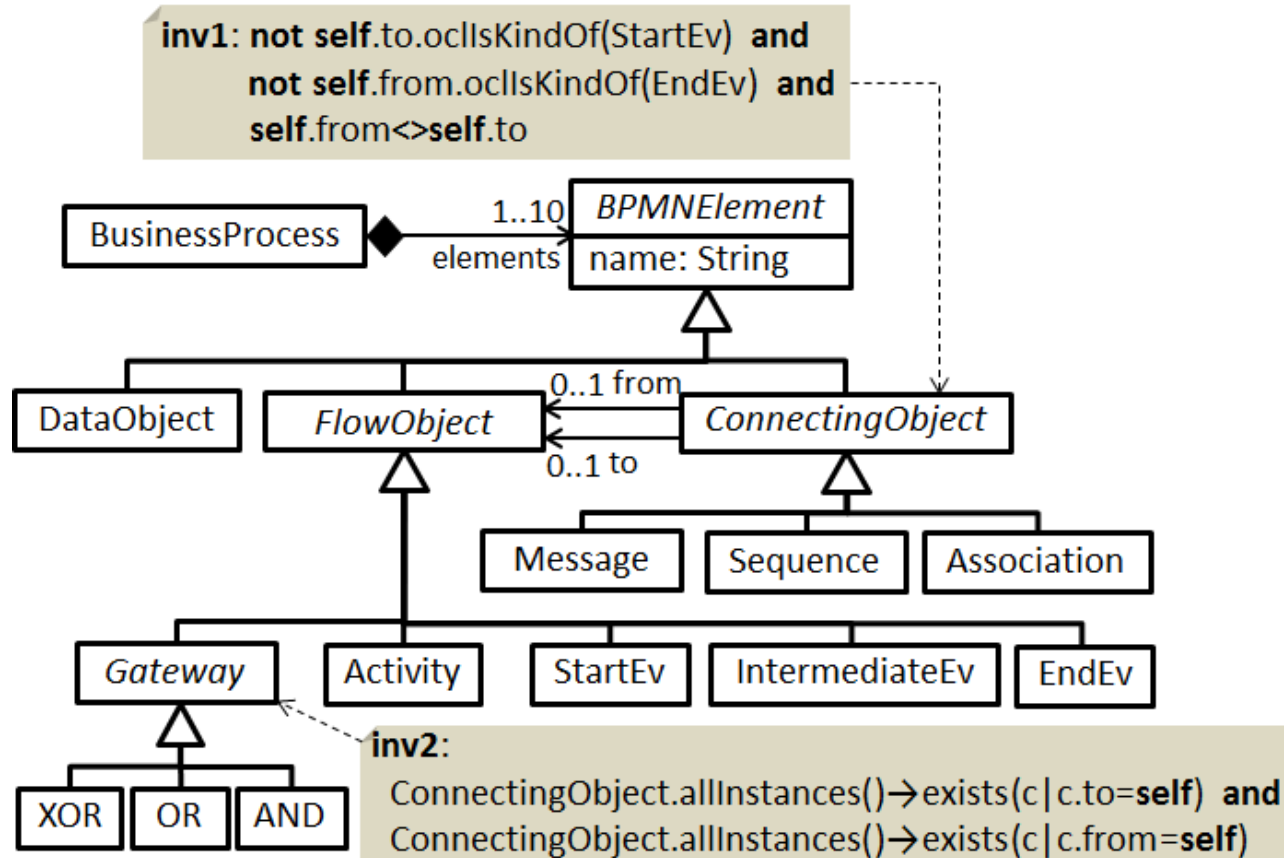 inv1: not self.to.oclIsKindOf(StartEv) and
not self.from.oclIsKindOf(EndEv) and
self.from<>self.to
BusinessProcess
1..10
elements
BPMNElement
name: String
DataObject
FlowObject
0..1 from
0..1 to
ConnectingObject
Message
Sequence
Association
Gateway
Activity
StartEv
IntermediateEv
EndEv
XOR
OR
AND
inv2:
ConnectingObject.allInstances()→exists(c|c.to=self) and
ConnectingObject.allInstances()→exists(c|c.from=self)